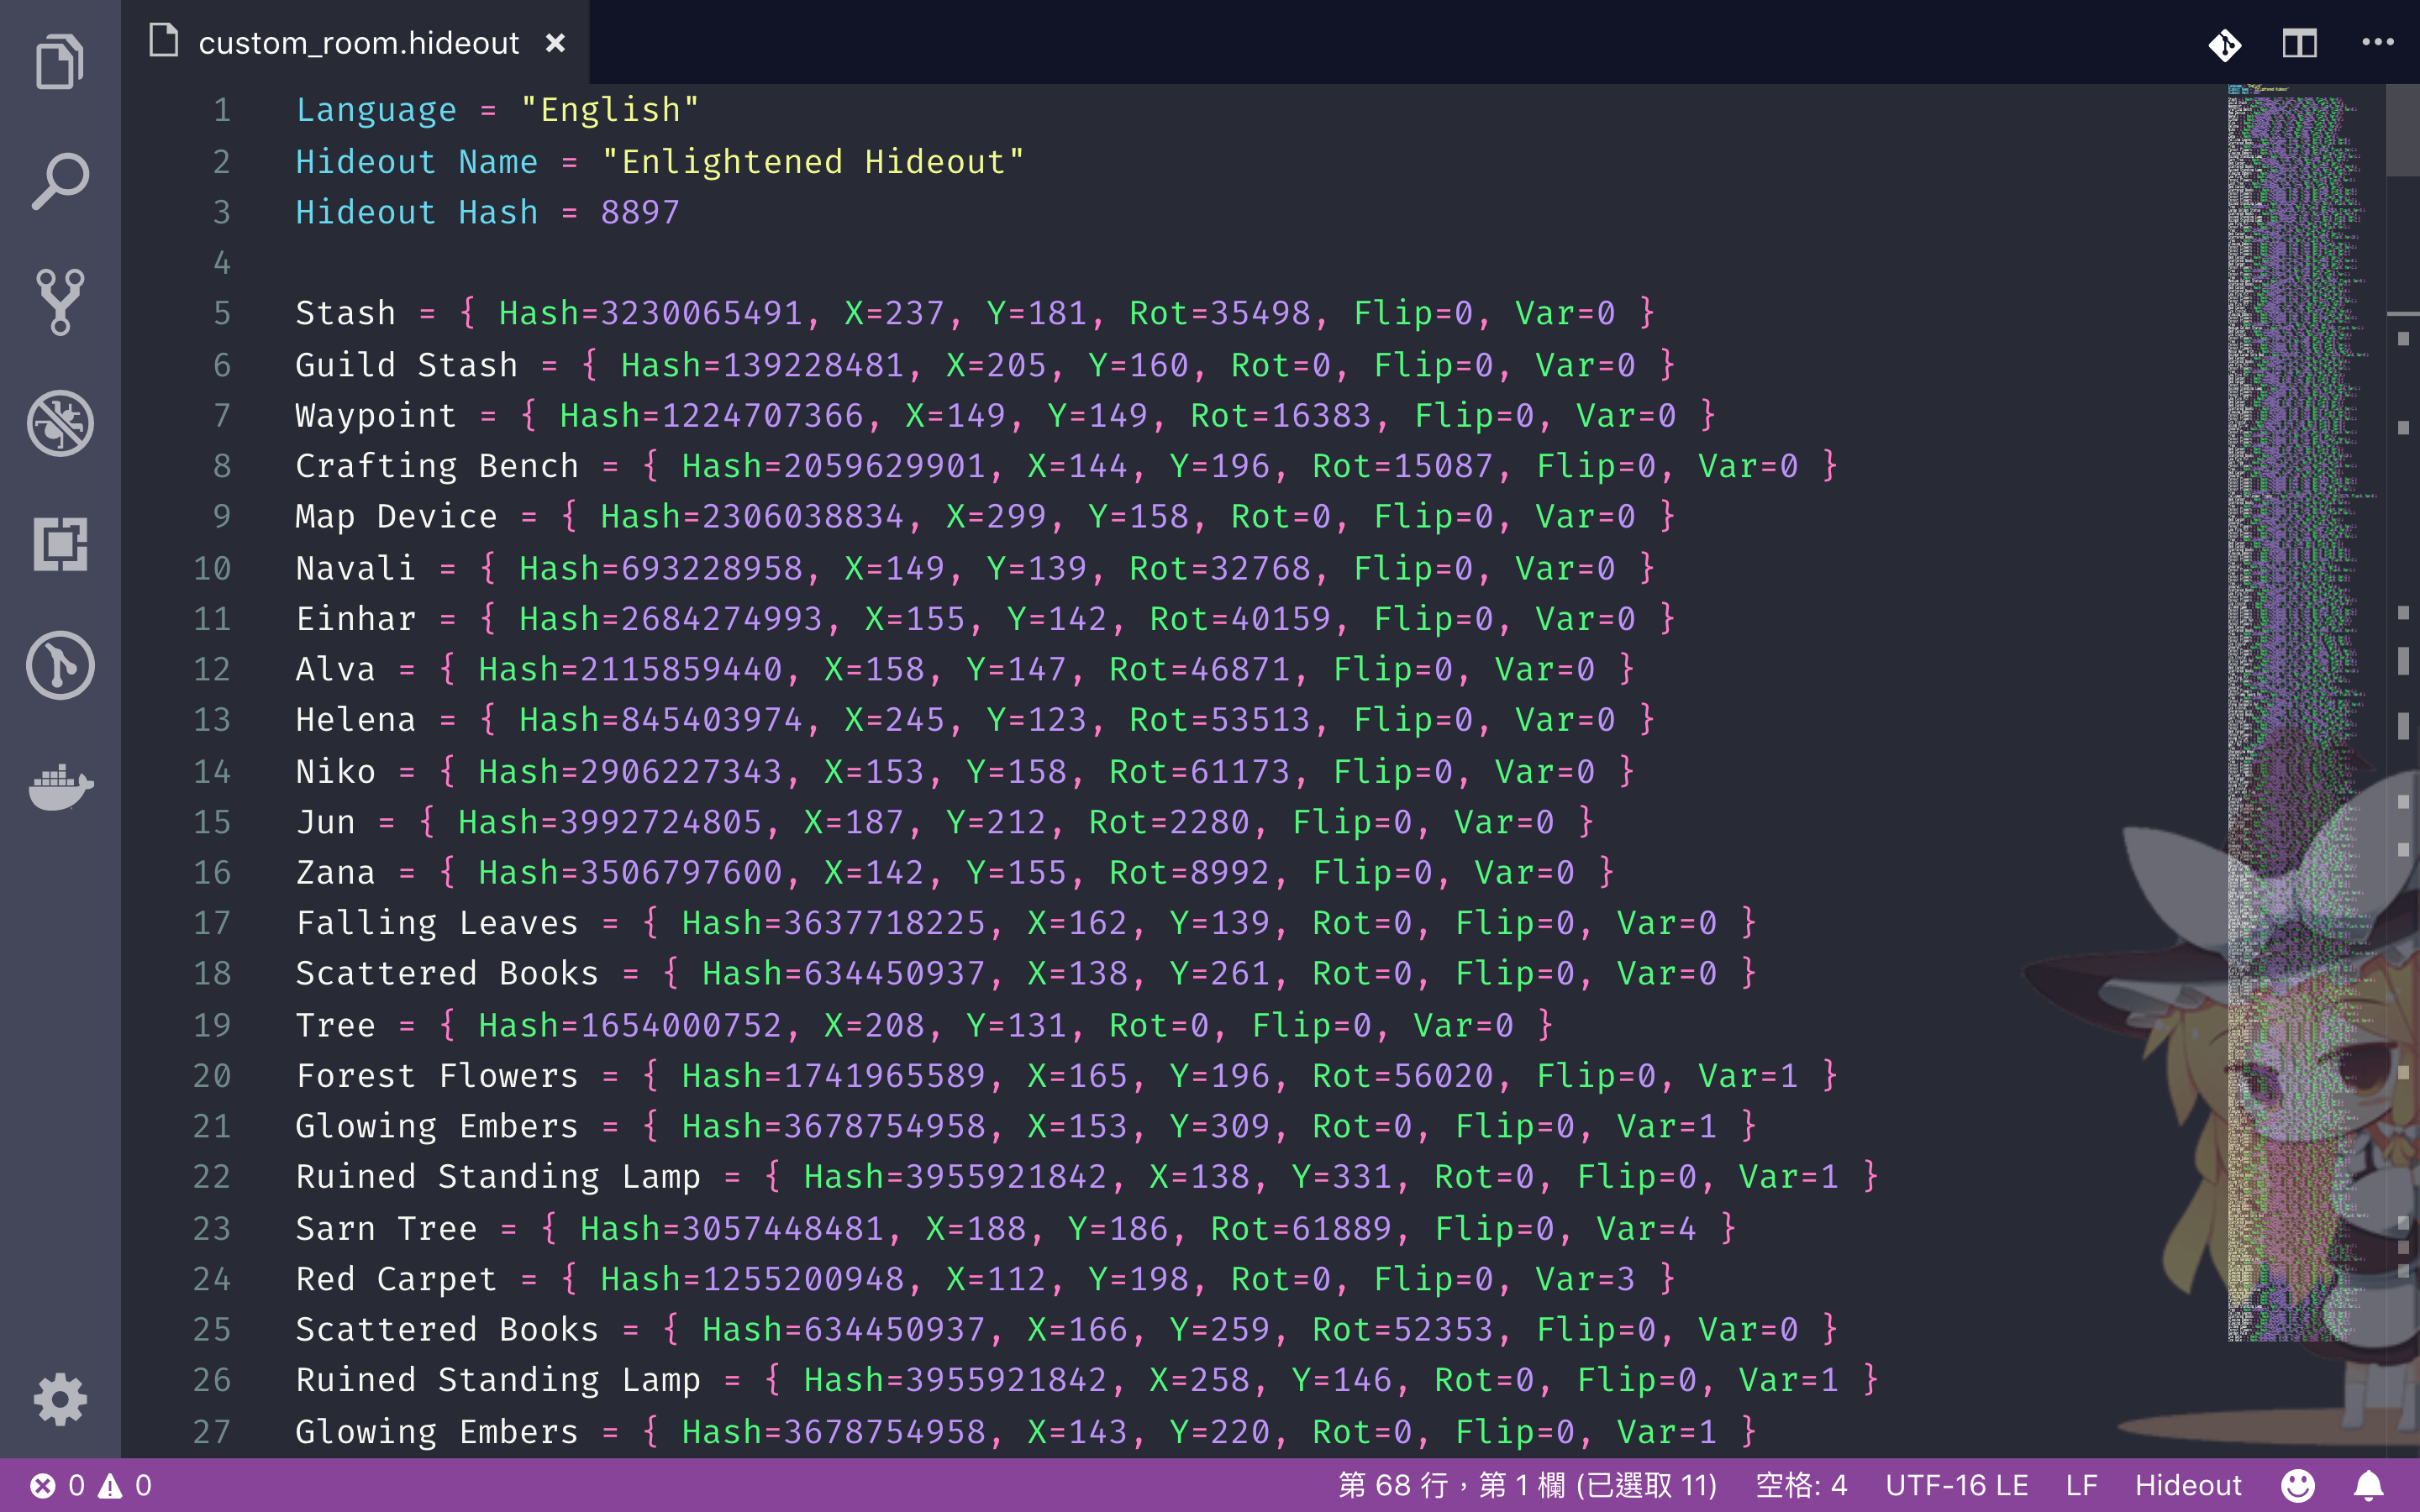 custom_room.hideout ×
1 Language = "English"
2 Hideout Name = "Enlightened Hideout"
3 Hideout Hash = 8897
4
5 Stash = { Hash=3230065491, X=237, Y=181, Rot=35498, Flip=0, Var=0 }
6 Guild Stash = { Hash=139228481, X=205, Y=160, Rot=0, Flip=0, Var=0 }
7 Waypoint = { Hash=1224707366, X=149, Y=149, Rot=16383, Flip=0, Var=0 }
8 Crafting Bench = { Hash=2059629901, X=144, Y=196, Rot=15087, Flip=0, Var=0 }
9 Map Device = { Hash=2306038834, X=299, Y=158, Rot=0, Flip=0, Var=0 }
10 Navali = { Hash=693228958, X=149, Y=139, Rot=32768, Flip=0, Var=0 }
11 Einhar = { Hash=2684274993, X=155, Y=142, Rot=40159, Flip=0, Var=0 }
12 Alva = { Hash=2115859440, X=158, Y=147, Rot=46871, Flip=0, Var=0 }
13 Helena = { Hash=845403974, X=245, Y=123, Rot=53513, Flip=0, Var=0 }
14 Niko = { Hash=2906227343, X=153, Y=158, Rot=61173, Flip=0, Var=0 }
15 Jun = { Hash=3992724805, X=187, Y=212, Rot=2280, Flip=0, Var=0 }
16 Zana = { Hash=3506797600, X=142, Y=155, Rot=8992, Flip=0, Var=0 }
17 Falling Leaves = { Hash=3637718225, X=162, Y=139, Rot=0, Flip=0, Var=0 }
18 Scattered Books = { Hash=634450937, X=138, Y=261, Rot=0, Flip=0, Var=0 }
19 Tree = { Hash=1654000752, X=208, Y=131, Rot=0, Flip=0, Var=0 }
20 Forest Flowers = { Hash=1741965589, X=165, Y=196, Rot=56020, Flip=0, Var=1 }
21 Glowing Embers = { Hash=3678754958, X=153, Y=309, Rot=0, Flip=0, Var=1 }
22 Ruined Standing Lamp = { Hash=3955921842, X=138, Y=331, Rot=0, Flip=0, Var=1 }
23 Sarn Tree = { Hash=3057448481, X=188, Y=186, Rot=61889, Flip=0, Var=4 }
24 Red Carpet = { Hash=1255200948, X=112, Y=198, Rot=0, Flip=0, Var=3 }
25 Scattered Books = { Hash=634450937, X=166, Y=259, Rot=52353, Flip=0, Var=0 }
26 Ruined Standing Lamp = { Hash=3955921842, X=258, Y=146, Rot=0, Flip=0, Var=1 }
27 Glowing Embers = { Hash=3678754958, X=143, Y=220, Rot=0, Flip=0, Var=1 }
0 0 第 68 行，第 1 欄 (已選取 11) 空格: 4 UTF-16 LE LF Hideout